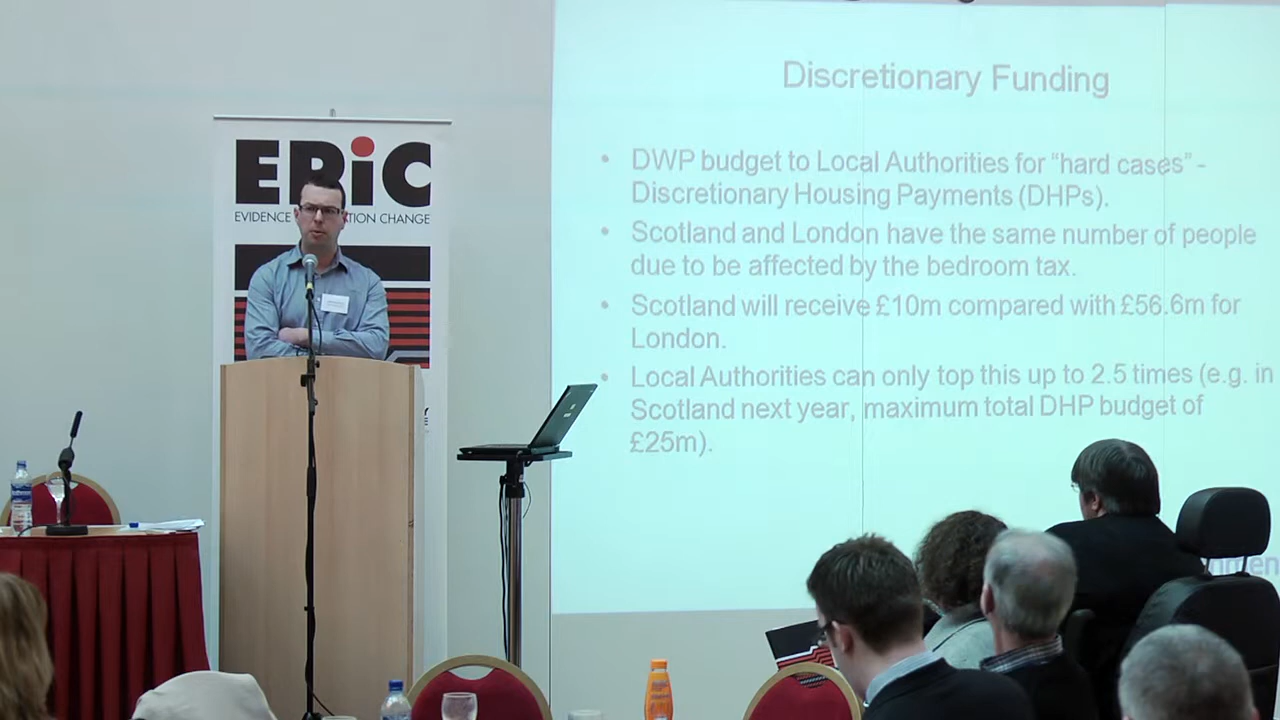 Discretionary Funding
• DWP budget to Local Authorities for “hard cases” -
Discretionary Housing Payments (DHPs).
• Scotland and London have the same number of people
due to be affected by the bedroom tax.
• Scotland will receive £10m compared with £56.6m for
London.
• Local Authorities can only top this up to 2.5 times (e.g. in
Scotland next year, maximum total DHP budget of
£25m).
ERiC
EVIDENCE TION CHANGE